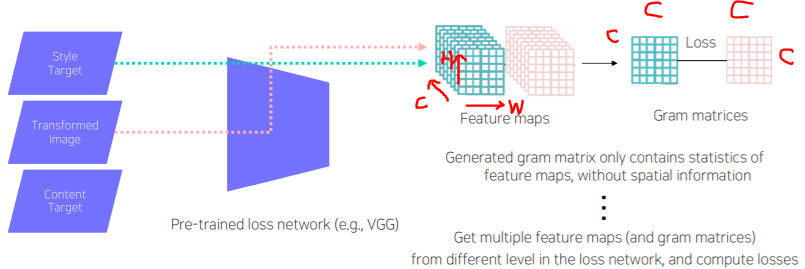 Style
Target
Transformed
Image
Content
Target
Pre-trained loss network (e.g., VGG)
C
H
W
Feature maps
C
C
Loss
C
C
Gram matrices
Generated gram matrix only contains statistics of
feature maps, without spatial information
Get multiple feature maps (and gram matrices)
from different level in the loss network, and compute losses